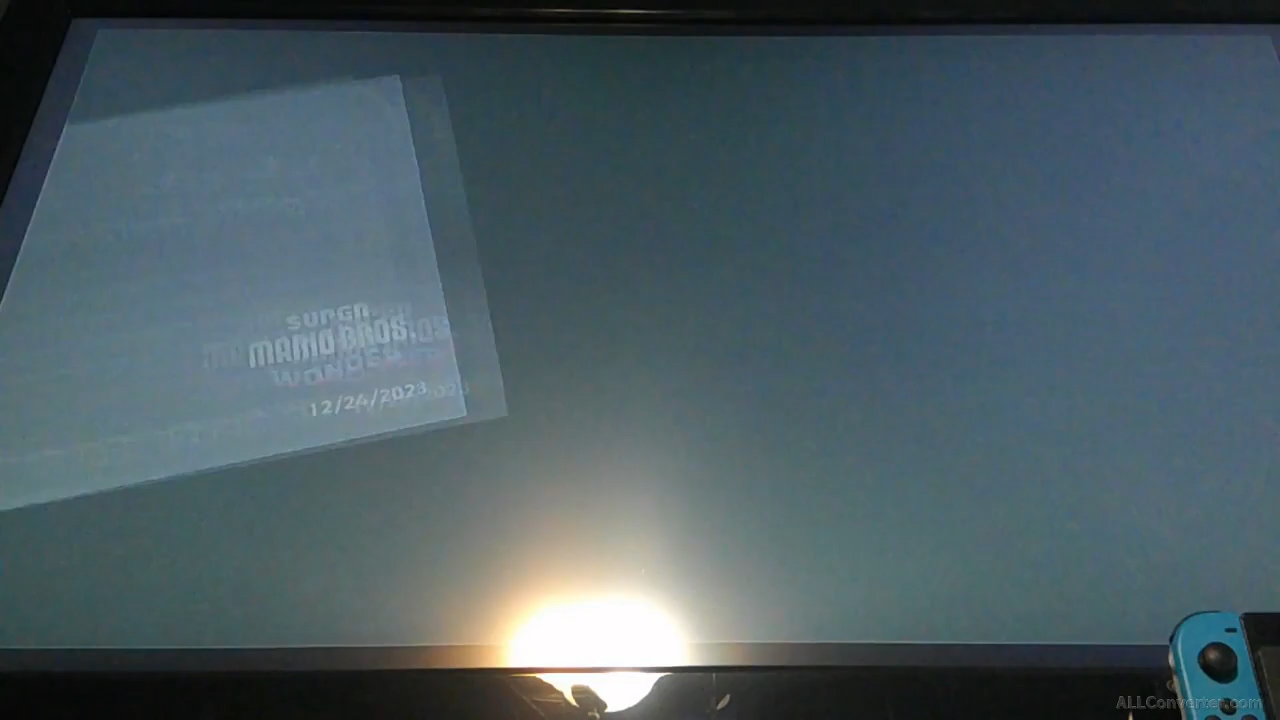 SUPER
MARIO BROS.
WONDER
12/24/2023
ALLConverter.com